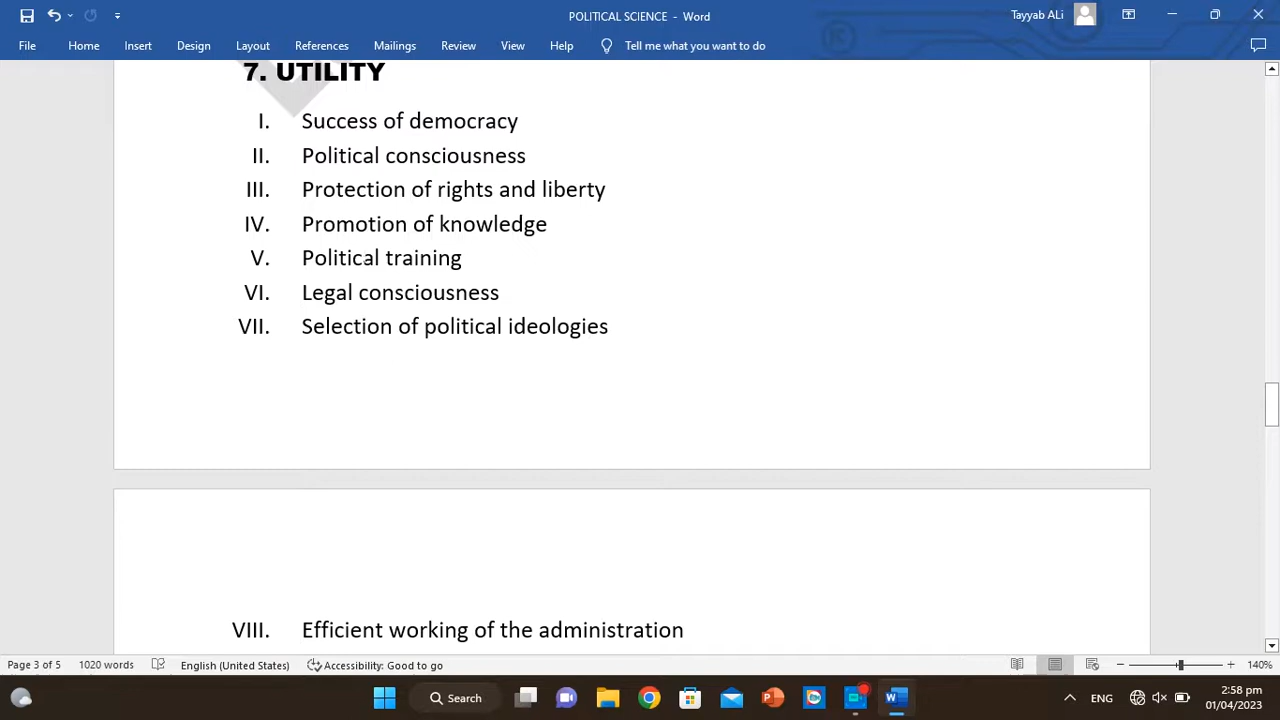 POLITICAL SCIENCE - Word
Tayyab ALi
File Home Insert Design Layout References Mailings Review View Help Tell me what you want to do
7. UTILITY
I. Success of democracy
II. Political consciousness
III. Protection of rights and liberty
IV. Promotion of knowledge
V. Political training
VI. Legal consciousness
VII. Selection of political ideologies
VIII. Efficient working of the administration
Page 3 of 5 1020 words English (United States) Accessibility: Good to go 140%
Search ENG 2:58 pm
01/04/2023